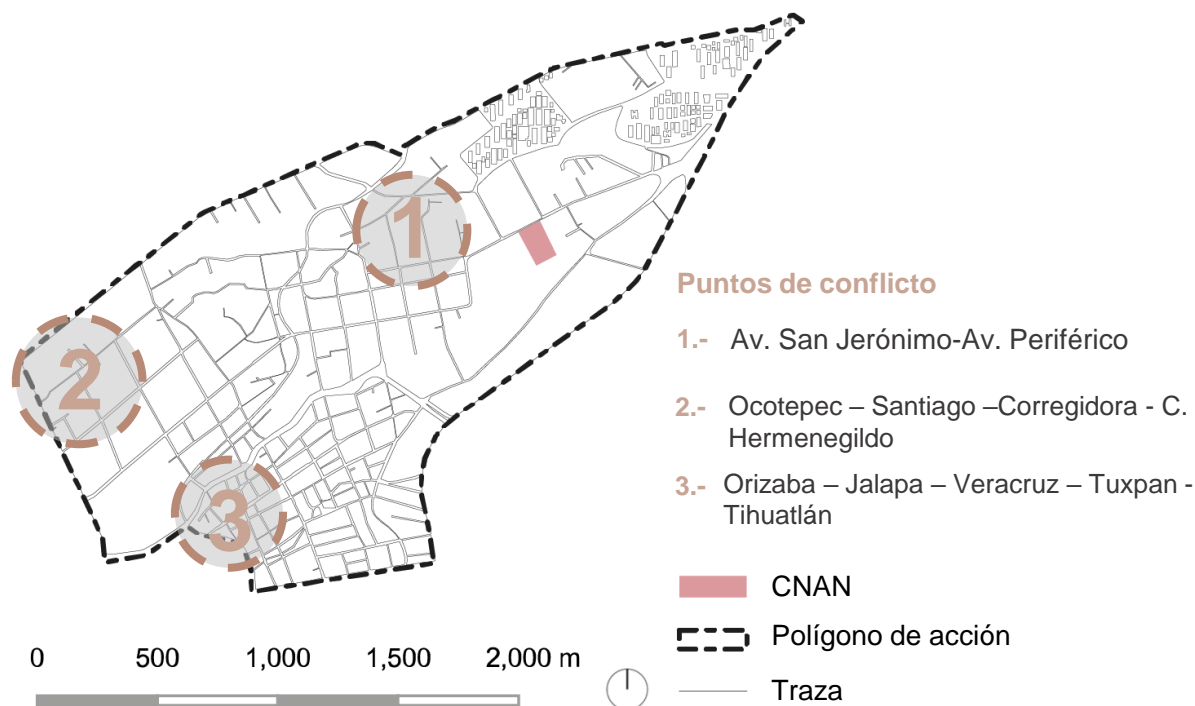 1
2
3
Puntos de conflicto
1.- Av. San Jerónimo-Av. Periférico
2.- Ocotepec – Santiago –Corregidora - C.
Hermenegildo
3.- Orizaba – Jalapa – Veracruz – Tuxpan -
Tihuatlán
CNAN
Polígono de acción
Traza
0 500 1,000 1,500 2,000 m